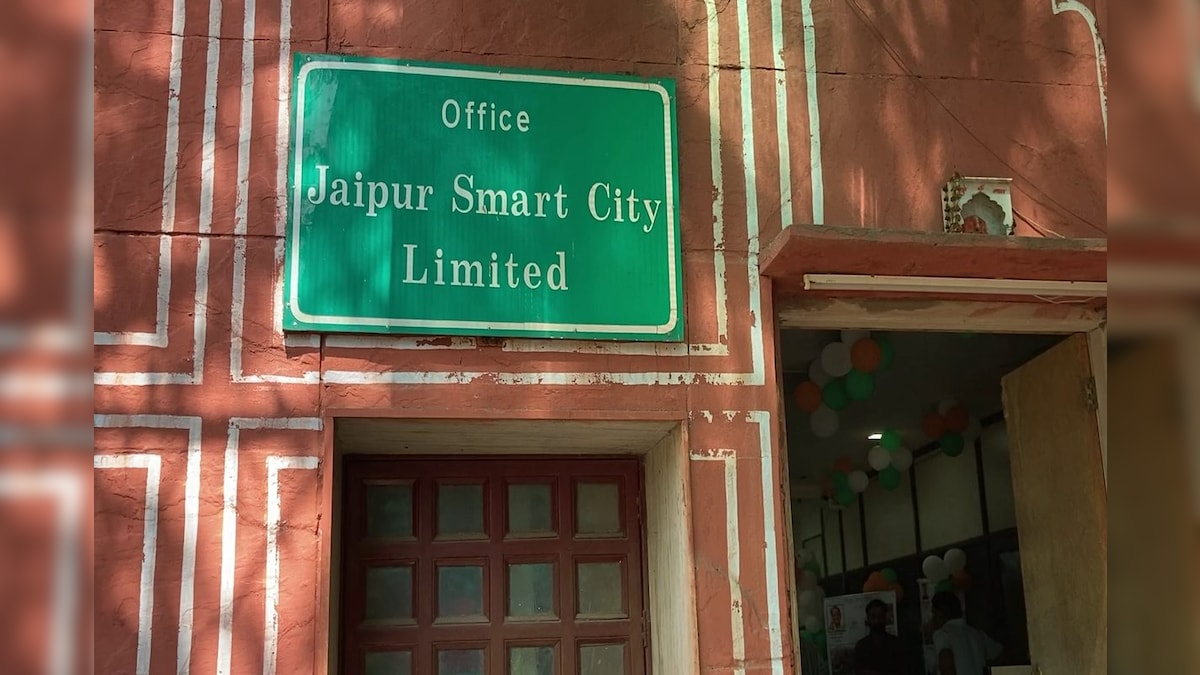 Office
Jaipur Smart City
Limited